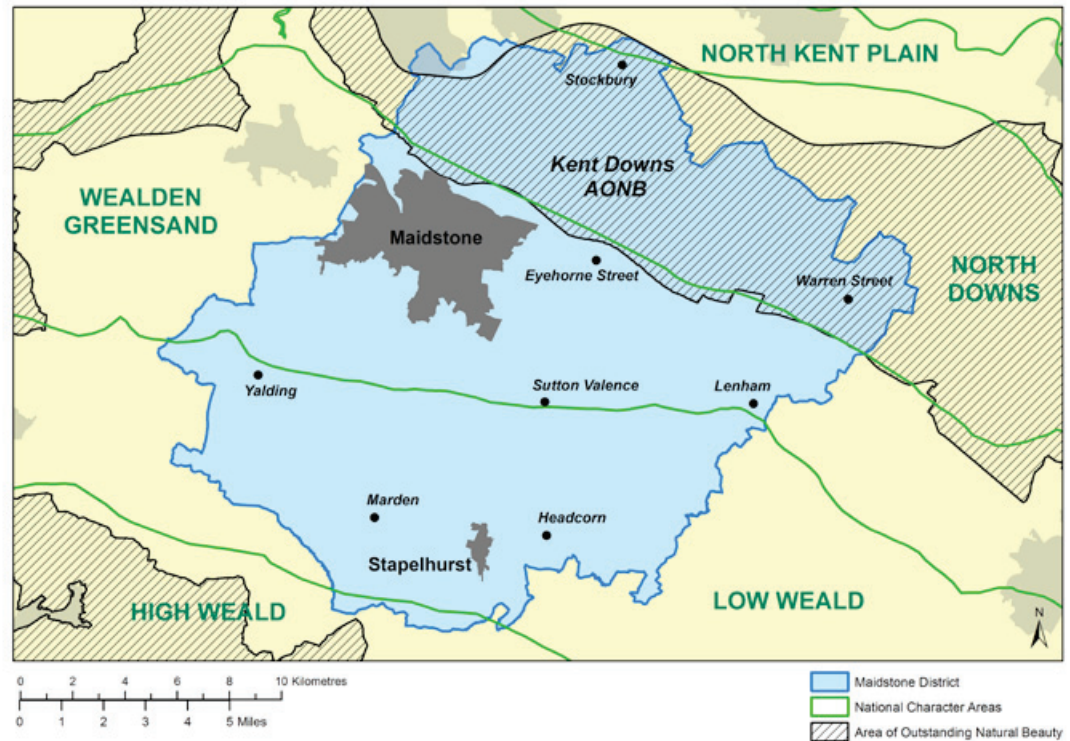 NORTH KENT PLAIN
Stockbury
Kent Downs
AONB
WEALDEN
GREENSAND
Maidstone
Eyehorne Street
Warren Street
NORTH
DOWNS
Yalding
Sutton Valence
Lenham
Marden
Headcorn
Stapelhurst
HIGH WEALD
LOW WEALD
N
0 2 4 6 8 10 Kilometres
0 1 2 3 4 5 Miles
Maidstone District
National Character Areas
Area of Outstanding Natural Beauty